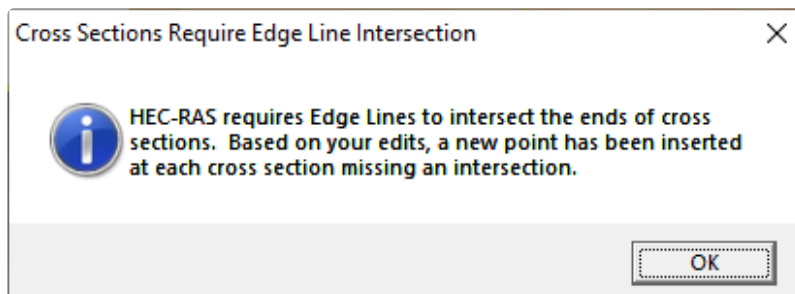 Cross Sections Require Edge Line Intersection
HEC-RAS requires Edge Lines to intersect the ends of cross
sections.  Based on your edits, a new point has been inserted
at each cross section missing an intersection.
OK